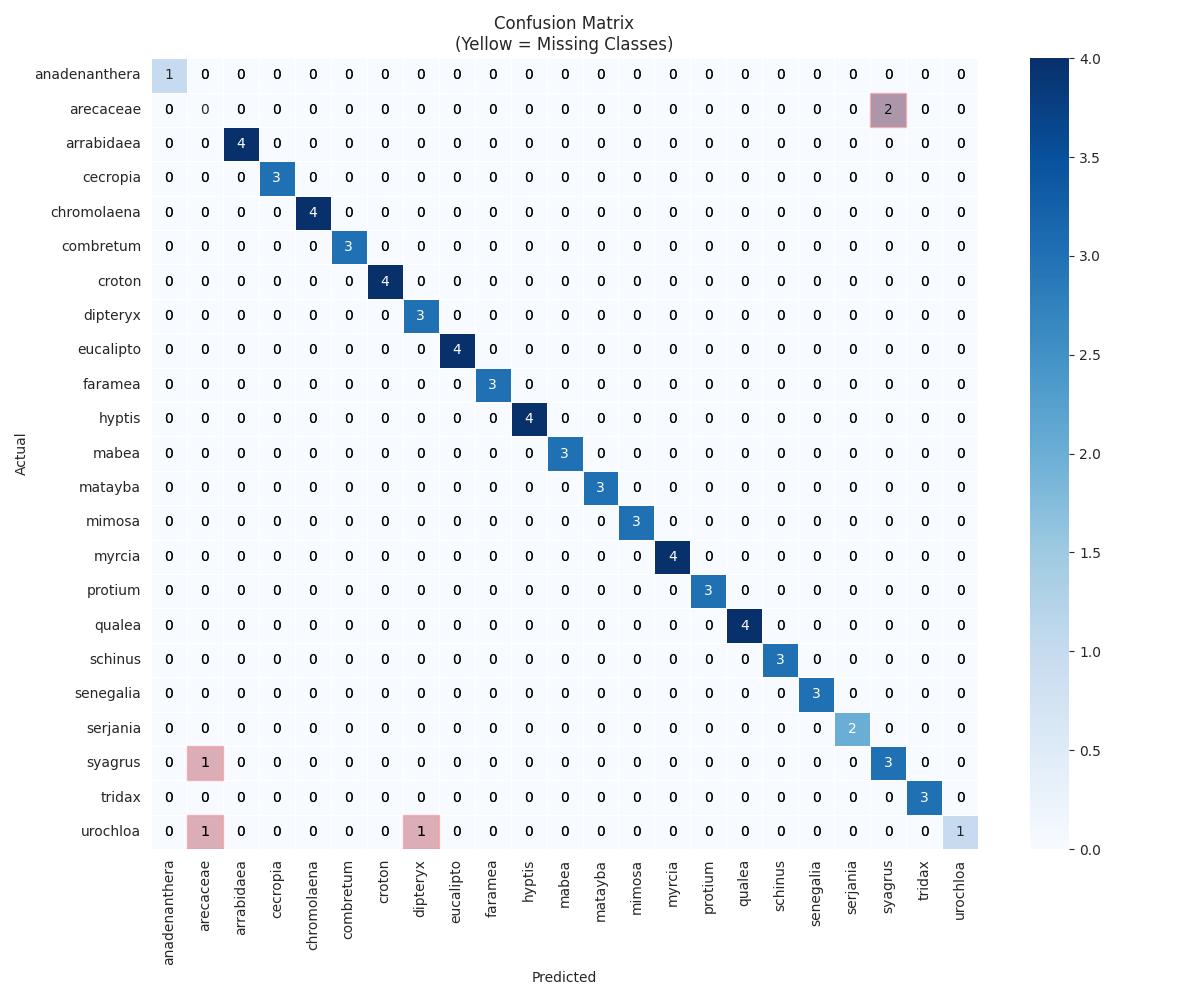 Confusion Matrix
(Yellow = Missing Classes)
Actual
anadenanthera 1 0 0 0 0 0 0 0 0 0 0 0 0 0 0 0 0 0 0 0 0 0 0
arecaceae 0 0 0 0 0 0 0 0 0 0 0 0 0 0 0 0 0 0 0 0 2 0 0
arrabidaea 0 0 4 0 0 0 0 0 0 0 0 0 0 0 0 0 0 0 0 0 0 0 0
cecropia 0 0 0 3 0 0 0 0 0 0 0 0 0 0 0 0 0 0 0 0 0 0 0
chromolaena 0 0 0 0 4 0 0 0 0 0 0 0 0 0 0 0 0 0 0 0 0 0 0
combretum 0 0 0 0 0 3 0 0 0 0 0 0 0 0 0 0 0 0 0 0 0 0 0
croton 0 0 0 0 0 0 4 0 0 0 0 0 0 0 0 0 0 0 0 0 0 0 0
dipteryx 0 0 0 0 0 0 0 3 0 0 0 0 0 0 0 0 0 0 0 0 0 0 0
eucalipto 0 0 0 0 0 0 0 0 4 0 0 0 0 0 0 0 0 0 0 0 0 0 0
faramea 0 0 0 0 0 0 0 0 0 3 0 0 0 0 0 0 0 0 0 0 0 0 0
hyptis 0 0 0 0 0 0 0 0 0 0 4 0 0 0 0 0 0 0 0 0 0 0 0
mabea 0 0 0 0 0 0 0 0 0 0 0 3 0 0 0 0 0 0 0 0 0 0 0
matayba 0 0 0 0 0 0 0 0 0 0 0 0 3 0 0 0 0 0 0 0 0 0 0
mimosa 0 0 0 0 0 0 0 0 0 0 0 0 0 3 0 0 0 0 0 0 0 0 0
myrcia 0 0 0 0 0 0 0 0 0 0 0 0 0 0 4 0 0 0 0 0 0 0 0
protium 0 0 0 0 0 0 0 0 0 0 0 0 0 0 0 3 0 0 0 0 0 0 0
qualea 0 0 0 0 0 0 0 0 0 0 0 0 0 0 0 0 4 0 0 0 0 0 0
schinus 0 0 0 0 0 0 0 0 0 0 0 0 0 0 0 0 0 3 0 0 0 0 0
senegalia 0 0 0 0 0 0 0 0 0 0 0 0 0 0 0 0 0 0 3 0 0 0 0
serjania 0 0 0 0 0 0 0 0 0 0 0 0 0 0 0 0 0 0 0 2 0 0 0
syagrus 0 1 0 0 0 0 0 0 0 0 0 0 0 0 0 0 0 0 0 0 3 0 0
tridax 0 0 0 0 0 0 0 0 0 0 0 0 0 0 0 0 0 0 0 0 0 3 0
urochloa 0 1 0 0 0 0 0 1 0 0 0 0 0 0 0 0 0 0 0 0 0 0 1
anadenanthera
arecaceae
arrabidaea
cecropia
chromolaena
combretum
croton
dipteryx
eucalipto
faramea
hyptis
mabea
matayba
mimosa
myrcia
protium
qualea
schinus
senegalia
serjania
syagrus
tridax
urochloa
Predicted
4.0
3.5
3.0
2.5
2.0
1.5
1.0
0.5
0.0